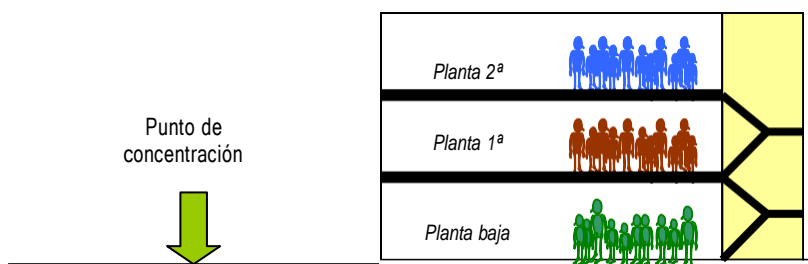 Planta 2ª
Punto de
concentración
Planta 1ª
Planta baja